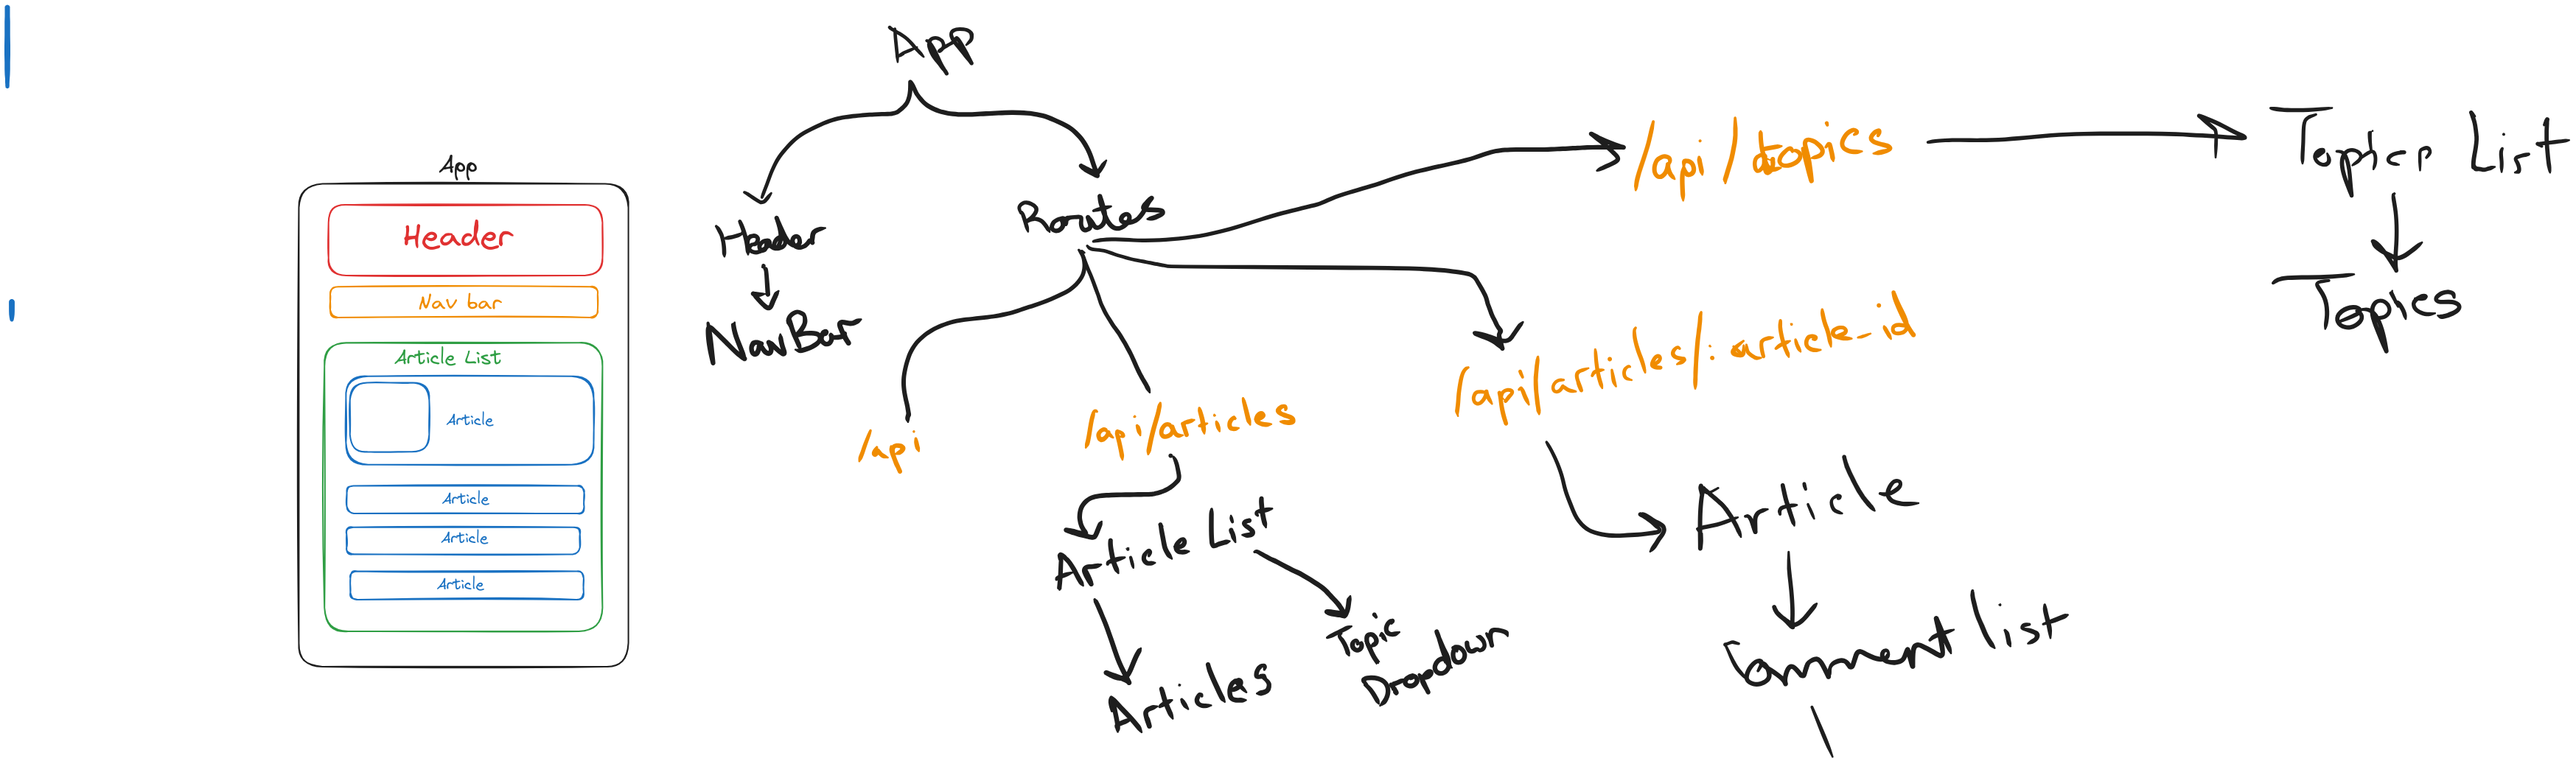 App
Header
Nav bar
Article List
Article
Article
Article
Article
App
Header
NavBar
Routes
/api
/api/articles
Article List
Articles
Topic
Dropdown
/api/articles/:article_id
Article
Comment list
/api/topics
Topics List
Topics